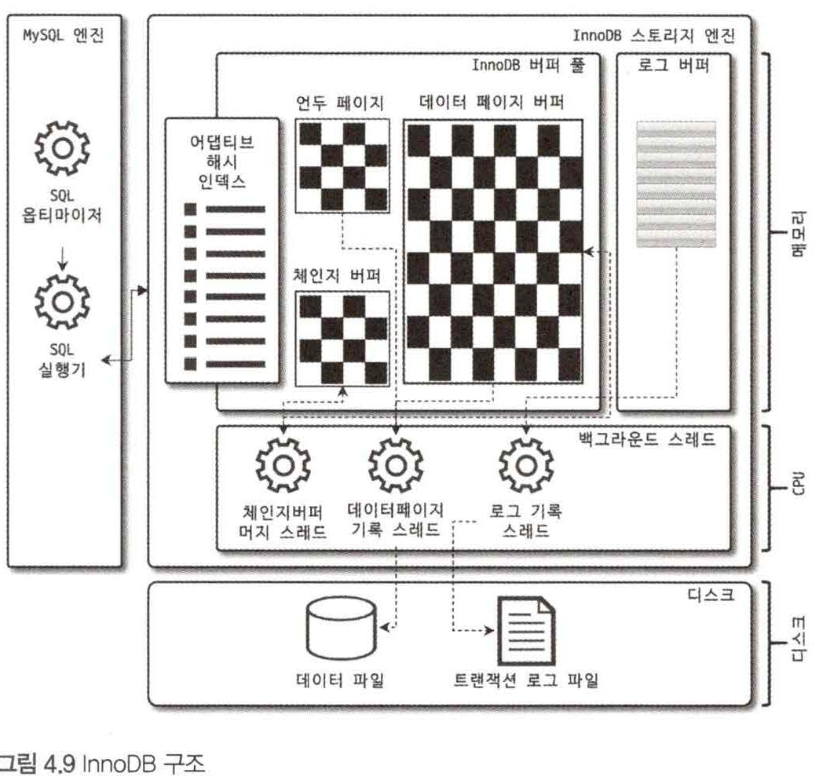 MySQL 엔진
SQL
옵티마이저
SQL
실행기
InnoDB 스토리지 엔진
InnoDB 버퍼 풀
로그 버퍼
언두 페이지
데이터 페이지 버퍼
어댑티브
해시
인덱스
체인지 버퍼
메모리
백그라운드 스레드
체인지버퍼
머지 스레드
데이터페이지
기록 스레드
로그 기록
스레드
CPU
디스크
데이터 파일
트랜잭션 로그 파일
디스크
그림 4.9 InnoDB 구조